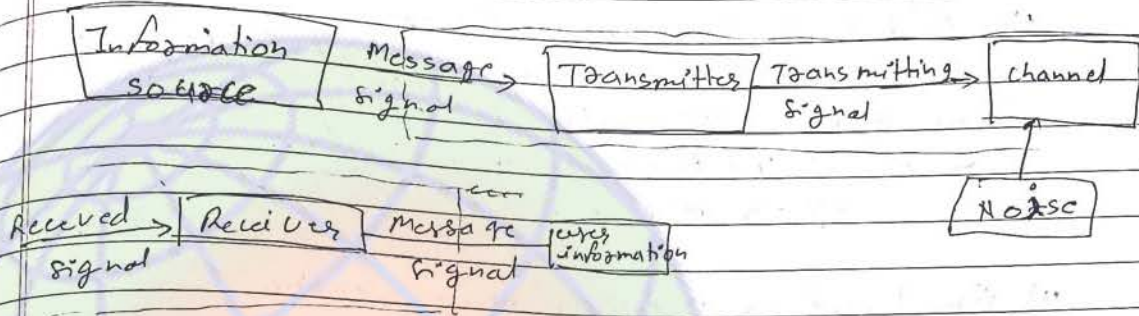 Information
source
Message
signal
Transmitter
Transmitting
signal
channel
Noise
Received
signal
Receiver
Message
signal
user
information